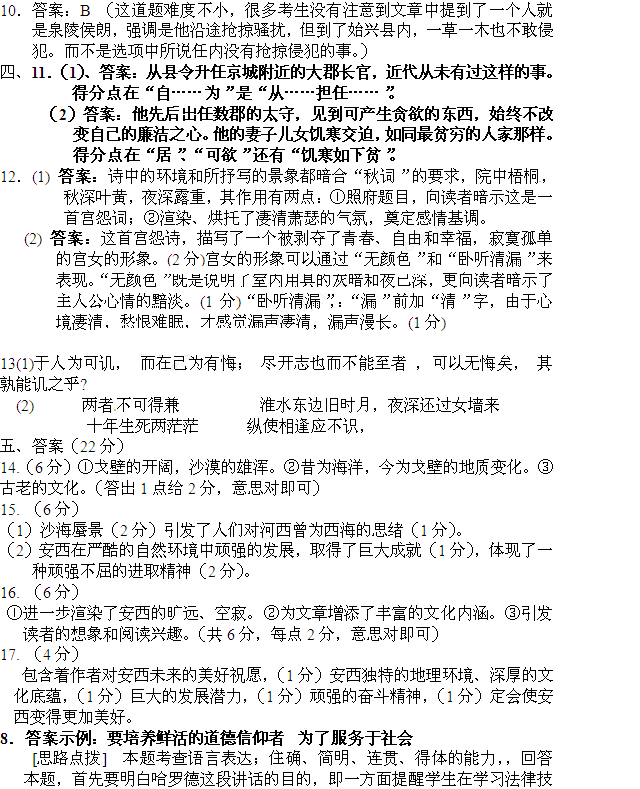 10．答案：B （这道题难度不小，很多考生没有注意到文章中提到了一个人就
是泉陵侯朗，强调是他沿途抢掠骚扰，但到了始兴县内，一草一木也不敢侵
犯。而不是选项中所说任内没有抢掠侵犯的事。）
四、11．（1）、答案：从县令升任京城附近的大郡长官，近代从未有过这样的事。
得分点在“自……为”是“从……担任……”。
（2）答案：他先后出任数郡的太守，见到可产生贪欲的东西，始终不改
变自己的廉洁之心。他的妻子儿女饥寒交迫，如同最贫穷的人家那样。
得分点在“居”、“可欲”还有“饥寒如下贫”。
12．(1) 答案：诗中的环境和所抒写的景象都暗合“秋词”的要求，院中梧桐，
秋深叶黄，夜深露重，其作用有两点：①照府题目，向读者暗示这是一
首宫怨词；②渲染、烘托了凄清萧瑟的气氛，奠定感情基调。
(2) 答案：这首宫怨诗，描写了一个被剥夺了青春、自由和幸福，寂寞孤单
的宫女的形象。(2分)宫女的形象可以通过“无颜色”和“卧听清漏”来
表现。“无颜色”既是说明了室内用具的灰暗和夜已深，更向读者暗示了
主人公心情的黯淡。(1 分)“卧听清漏”，：“漏”前加“清”字，由于心
境凄清，愁恨难眠，才感觉漏声凄清，漏声漫长。(1分)
13(1)于人为可讥， 而在己为有悔； 尽开志也而不能至者 ，可以无悔矣， 其
孰能讥之乎?
(2) 两者.不可得兼 淮水东边旧时月，夜深还过女墙来
十年生死两茫茫 纵使相逢应不识，
五、答案（22分）
14.（6分）①戈壁的开阔，沙漠的雄浑。②昔为海洋，今为戈壁的地质变化。③
古老的文化。（答出1点给2分，意思对即可）
15. （6分）
（1）沙海蜃景（2分）引发了人们对河西曾为西海的思绪（1分）。
（2）安西在严酷的自然环境中顽强的发展，取得了巨大成就（1分），体现了一
种顽强不屈的进取精神（2分）。
16. （6分）
①进一步渲染了安西的旷远、空寂。②为文章增添了丰富的文化内涵。③引发
读者的想象和阅读兴趣。（共6分，每点2分，意思对即可）
17. （4分）
包含着作者对安西未来的美好祝愿，（1分）安西独特的地理环境、深厚的文
化底蕴，（1分）巨大的发展潜力，（1分）顽强的奋斗精神，（1分）定会使安
西变得更加美好。
8．答案示例：要培养鲜活的道德信仰者 为了服务于社会
[思路点拨] 本题考查语言表达；住确、简明、连贯、得体的能力，，回答
本题，首先要明白哈罗德这段讲话的目的，即一方面提醒学生在学习法律技